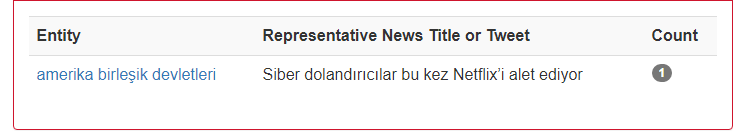 Entity Representative News Title or Tweet Count
amerika birleşik devletleri Siber dolandırıcılar bu kez Netflix’i alet ediyor 1